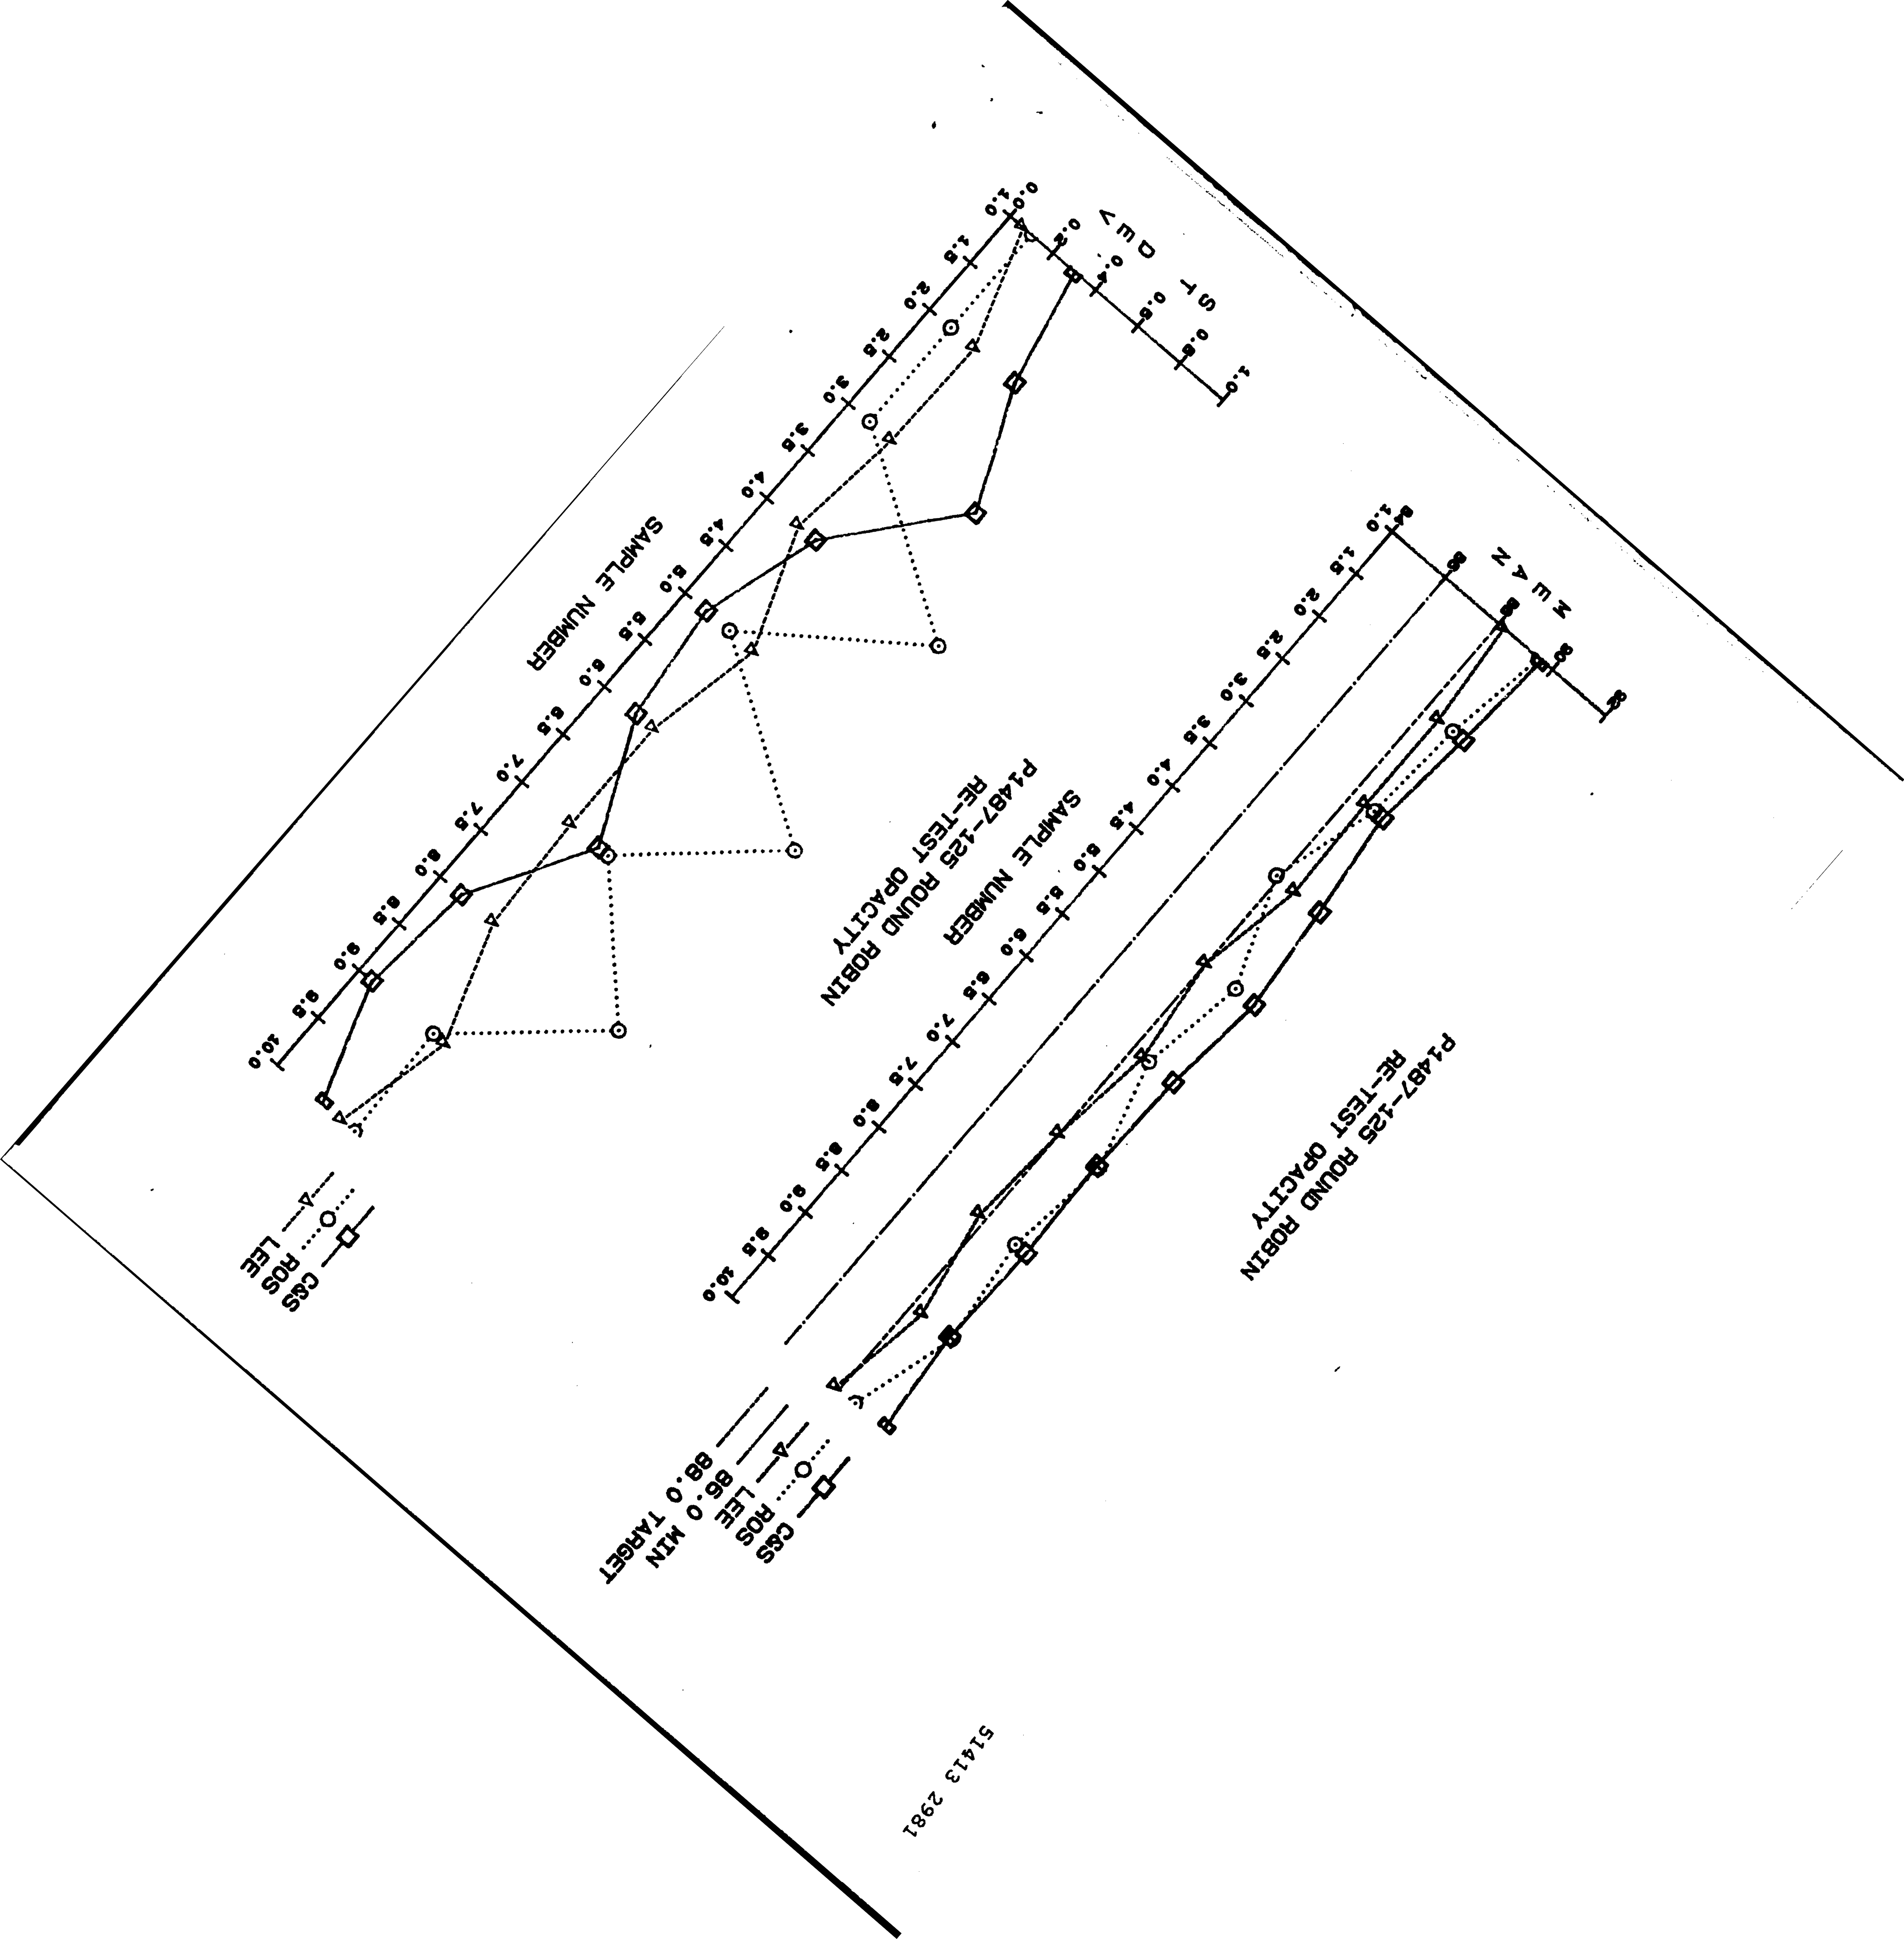 P1487-125 ROUND ROBIN
RE-TEST OPACITY
92
90
88
86
84
MEAN
C&S
ROS
LEE
86.0 MIN
88.0 TARGET
1.0 1.5 2.0 2.5 3.0 3.5 4.0 4.5 5.0 5.5 6.0 6.5 7.0 7.5 8.0 8.5 9.0 9.5 10.0
SAMPLE NUMBER
P1487-125 ROUND ROBIN
RE-TEST OPACITY
1.0
0.8
0.6
0.4
0.2
0.0
ST DEV
C&S
ROS
LEE
1.0 1.5 2.0 2.5 3.0 3.5 4.0 4.5 5.0 5.5 6.0 6.5 7.0 7.5 8.0 8.5 9.0 9.5 10.0
SAMPLE NUMBER
51413 2981